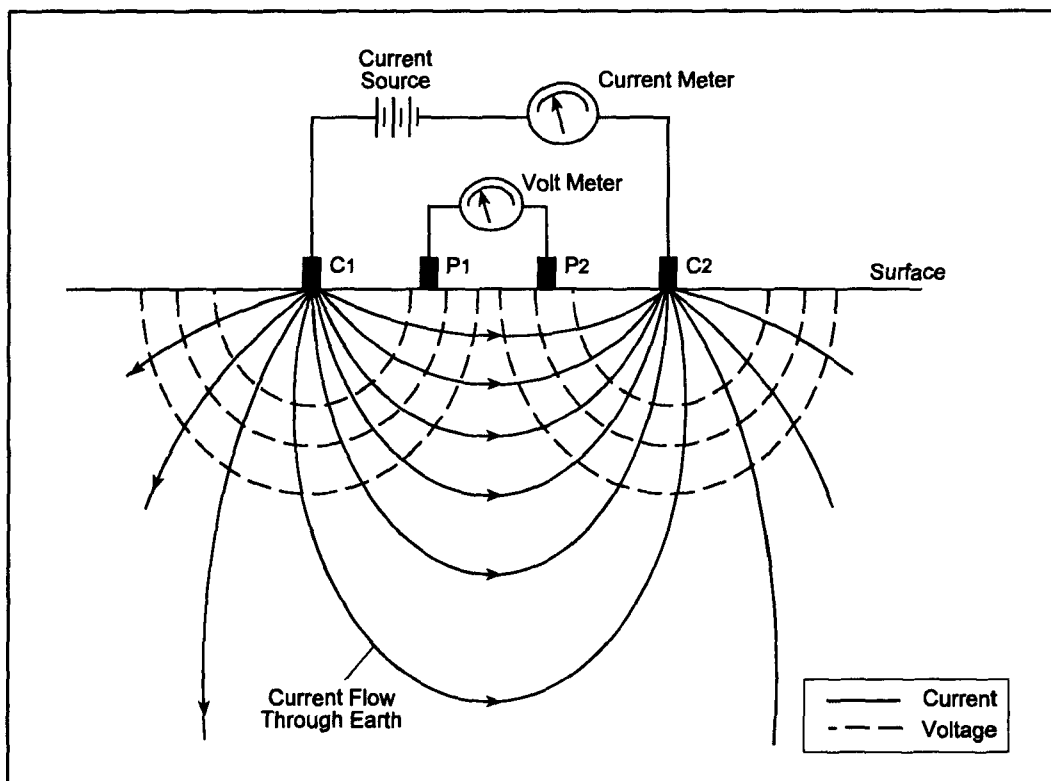 Current
Source
Current Meter
Volt Meter
C1
P1
P2
C2
Surface
Current Flow
Through Earth
Current
Voltage